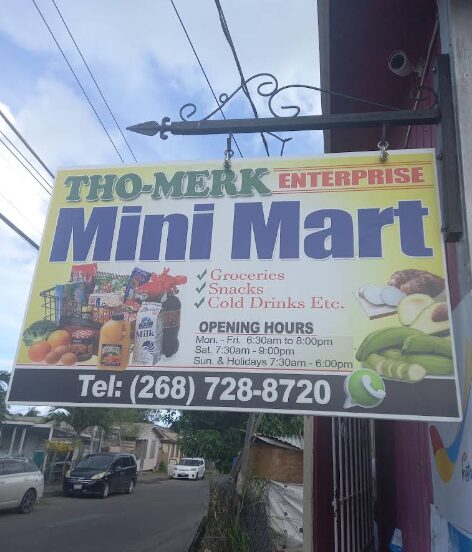 THO-MERK ENTERPRISE
Mini Mart
✓Groceries
✓Snacks
✓Cold Drinks Etc.
OPENING HOURS
Mon. - Fri. 6:30am to 8:00pm
Sat. 7:30am - 9:00pm
Sun. & Holidays 7:30am - 6:00pm
Milk
Tel: (268) 728-8720